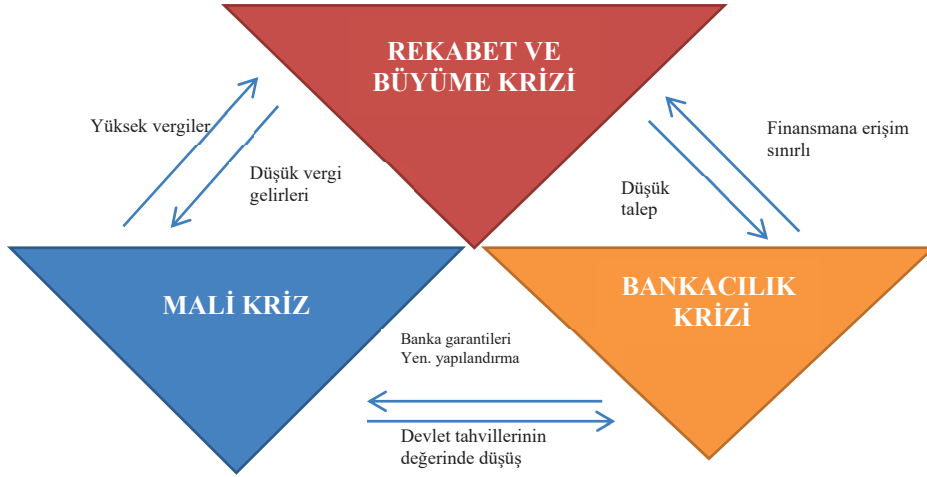 REKABET VE
BÜYÜME KRİZİ
Yüksek vergiler
Düşük vergi
gelirleri
Finansmana erişim
sınırlı
Düşük
talep
MALİ KRİZ
BANKACILIK
KRİZİ
Banka garantileri
Yen. yapılandırma
Devlet tahvillerinin
değerinde düşüş